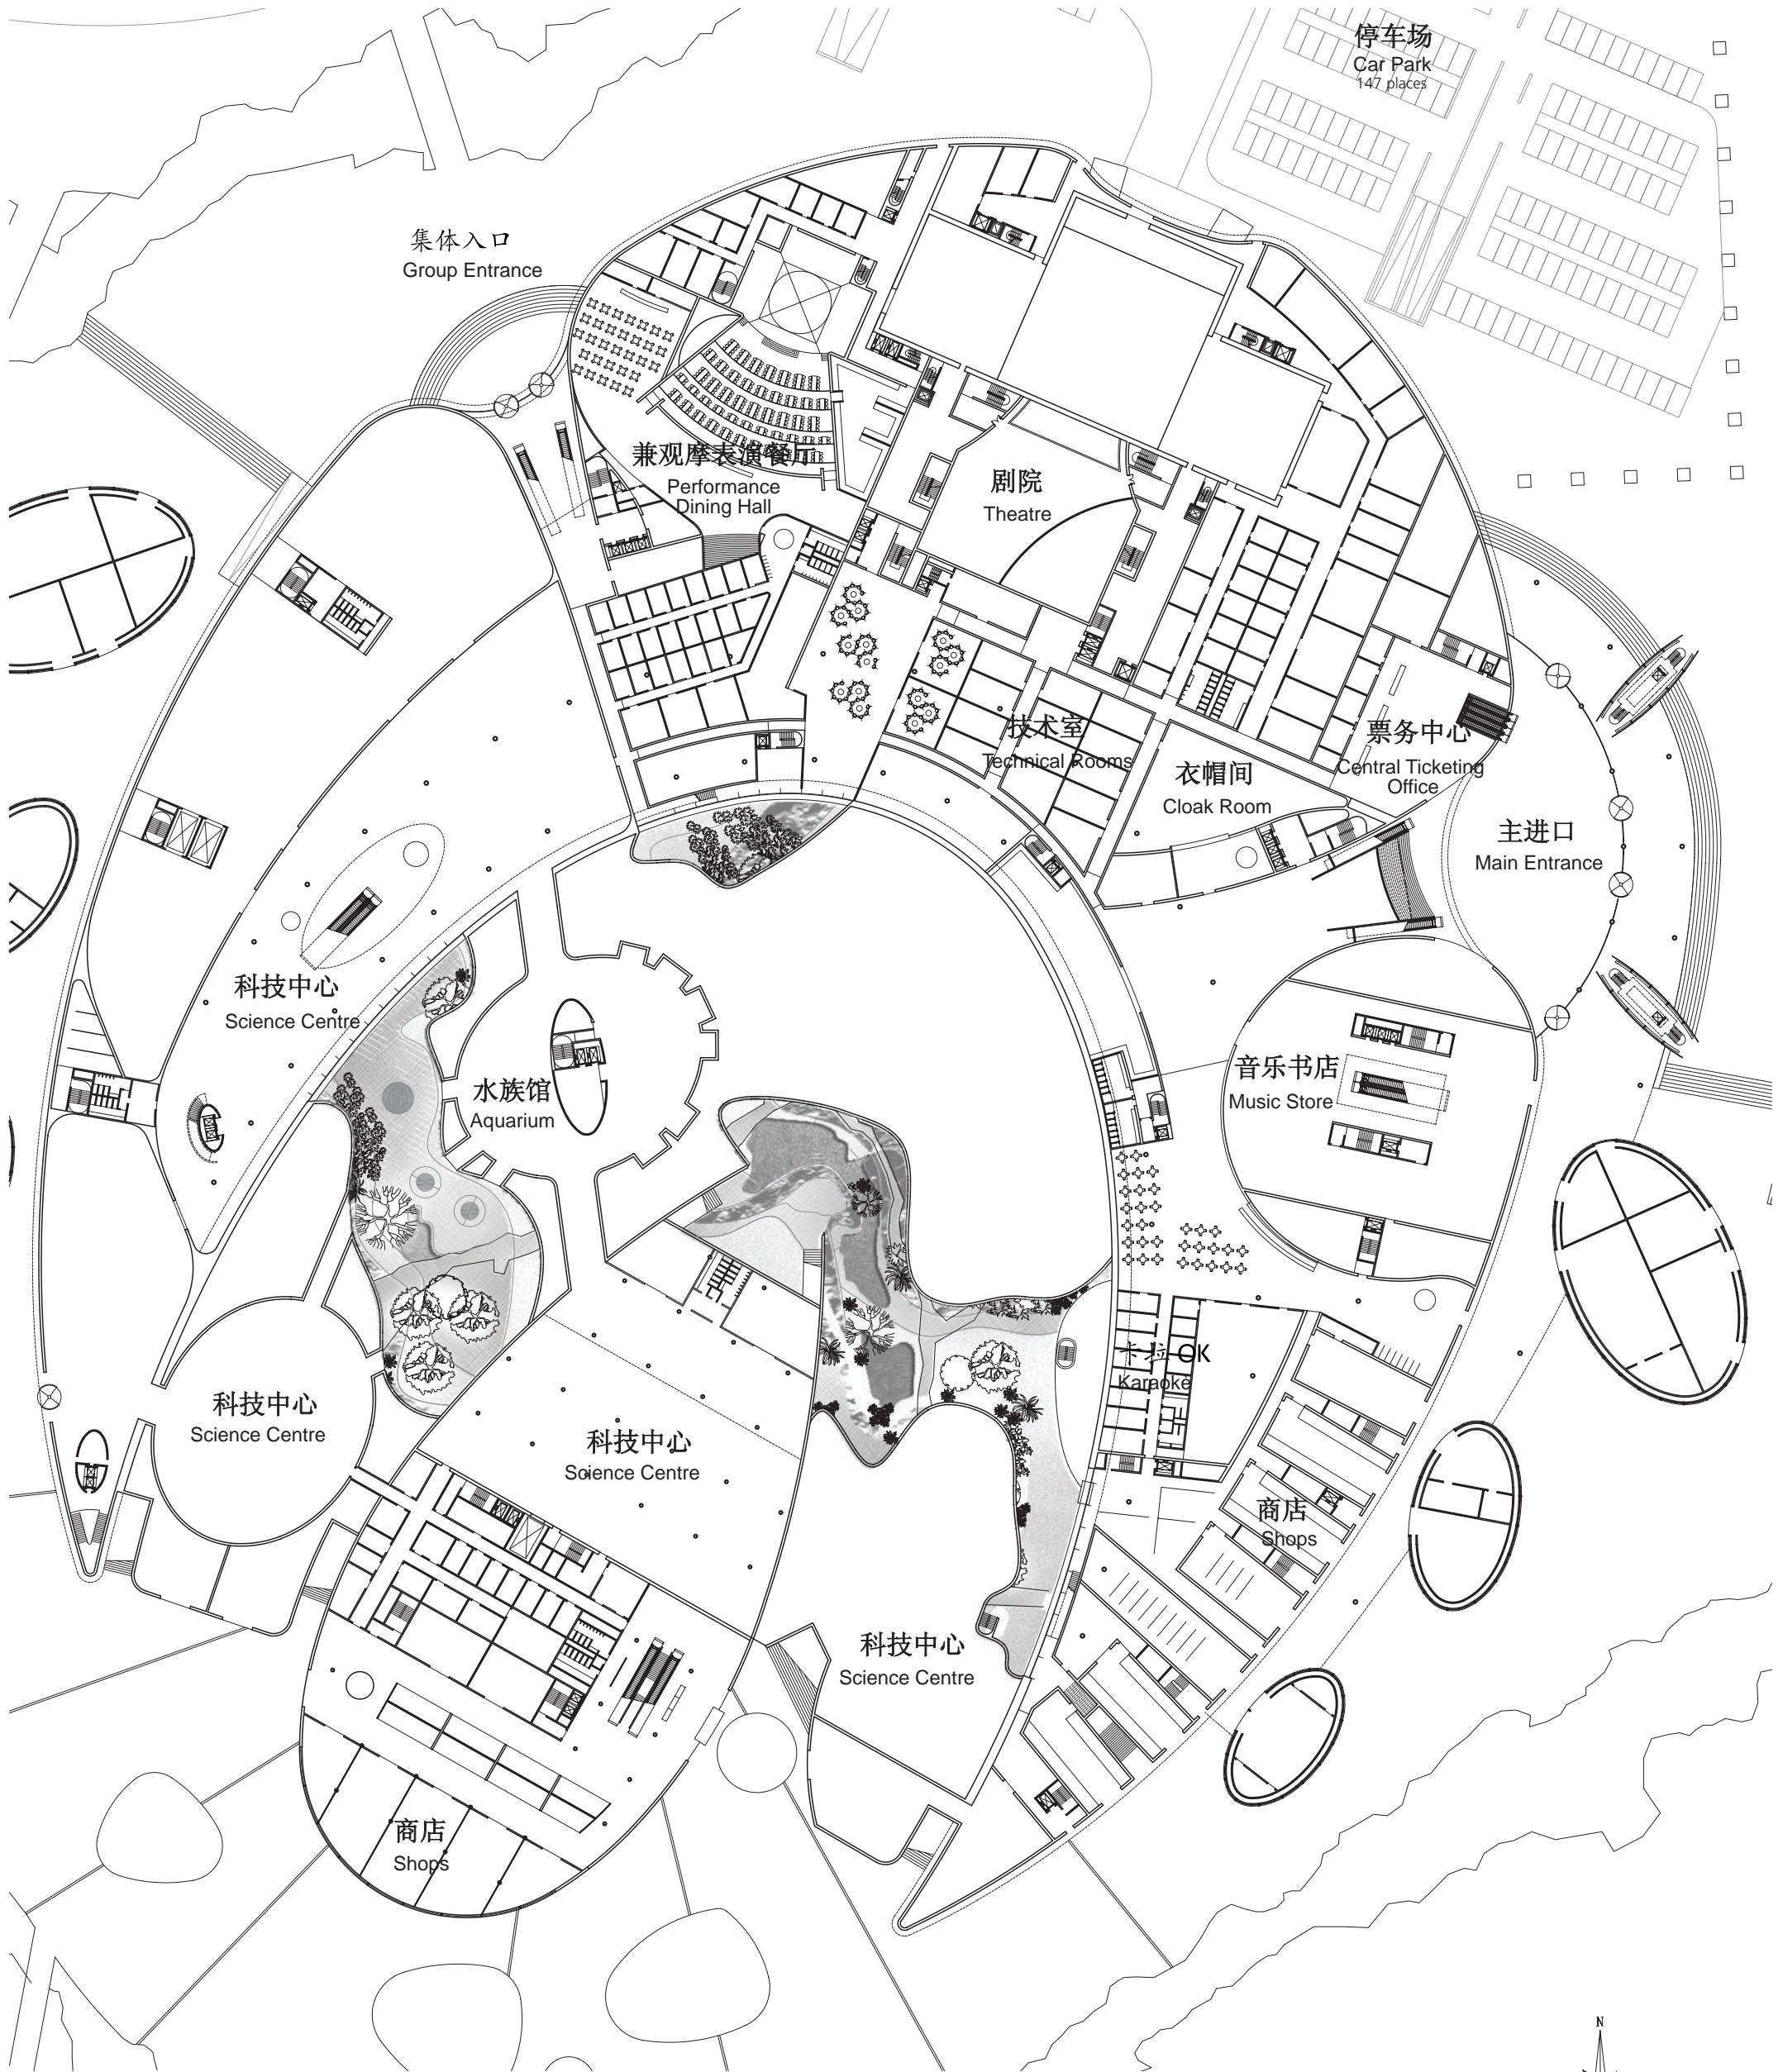 停车场
Car Park
147 places
集体入口
Group Entrance
兼观摩表演餐厅
Performance
Dining Hall
剧院
Theatre
技术室
Technical Rooms
衣帽间
Cloak Room
票务中心
Central Ticketing
Office
主进口
Main Entrance
科技中心
Science Centre
水族馆
Aquarium
音乐书店
Music Store
卡拉-OK
Karaoke
科技中心
Science Centre
科技中心
Science Centre
商店
Shops
科技中心
Science Centre
商店
Shops
N